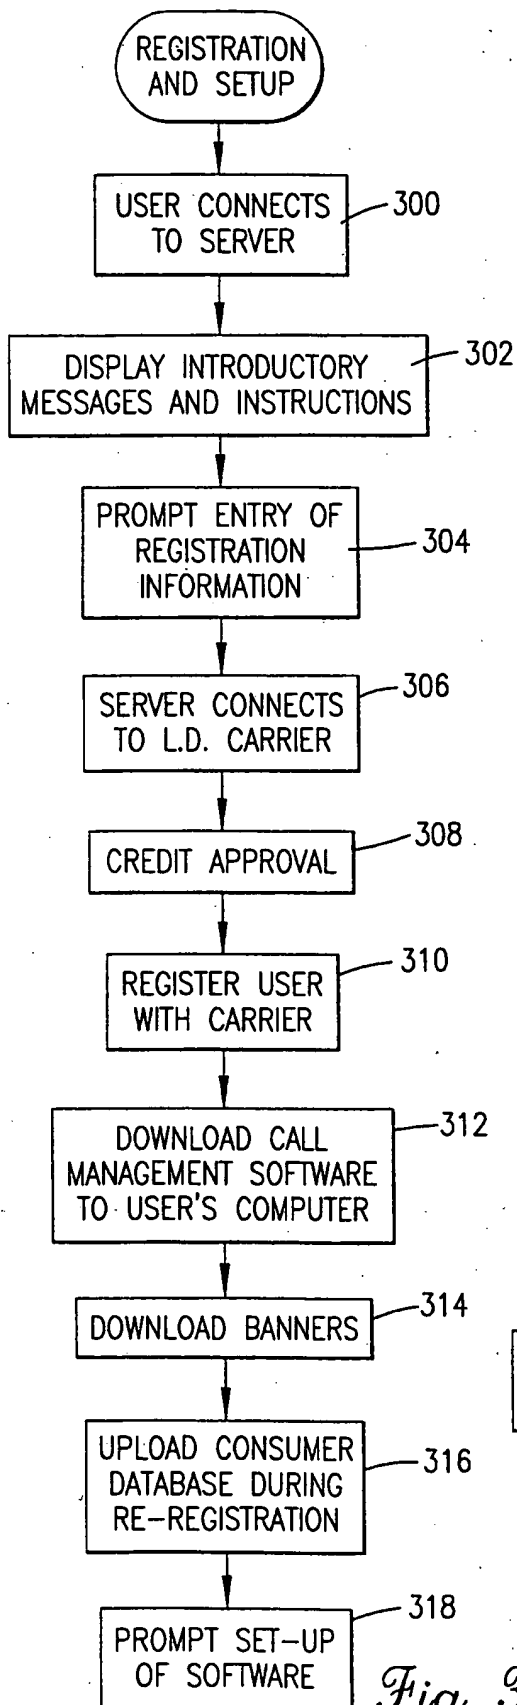 REGISTRATION
AND SETUP
USER CONNECTS
TO SERVER
300
DISPLAY INTRODUCTORY
MESSAGES AND INSTRUCTIONS
302
PROMPT ENTRY OF
REGISTRATION
INFORMATION
304
SERVER CONNECTS
TO L.D. CARRIER
306
CREDIT APPROVAL
308
REGISTER USER
WITH CARRIER
310
DOWNLOAD CALL
MANAGEMENT SOFTWARE
TO USER'S COMPUTER
312
DOWNLOAD BANNERS
314
UPLOAD CONSUMER
DATABASE DURING
RE-REGISTRATION
316
PROMPT SET-UP
OF SOFTWARE
318
Fig. 3